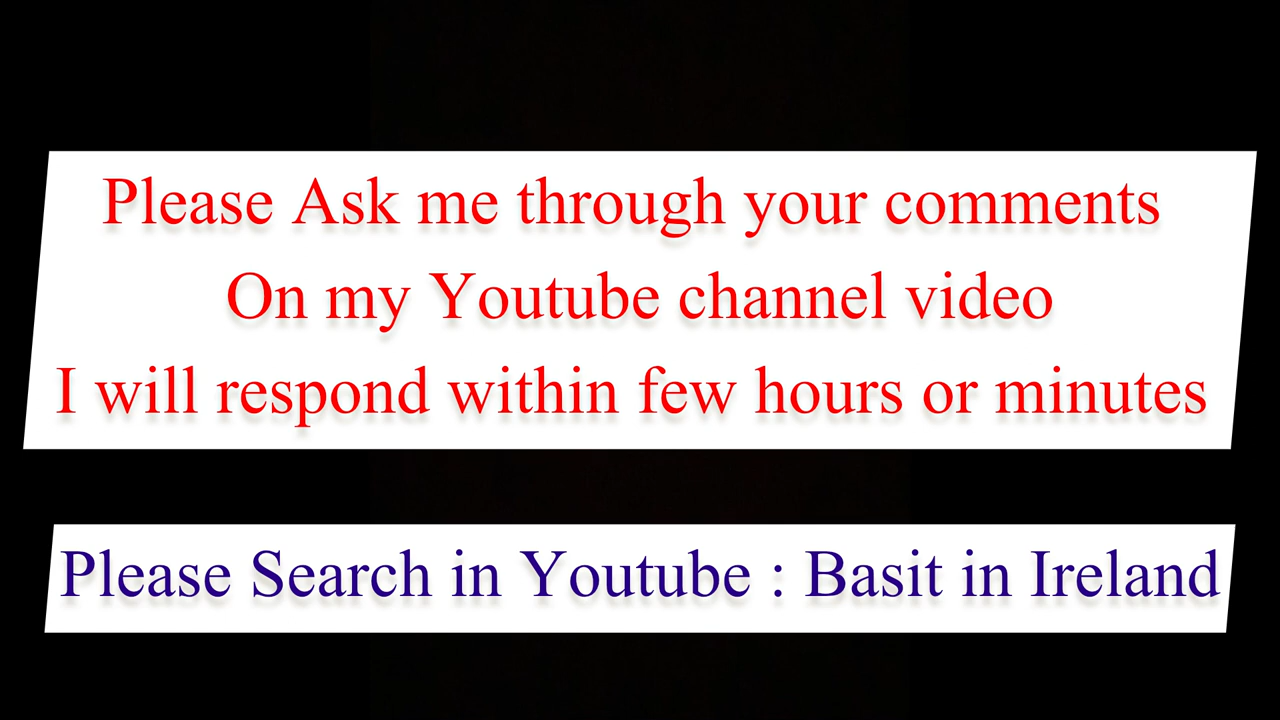 Please Ask me through your comments
On my Youtube channel video
I will respond within few hours or minutes
Please Search in Youtube : Basit in Ireland